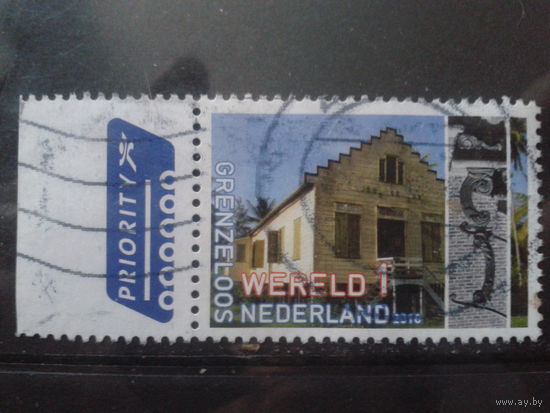 PRIORITY
GRENZELOOS
WERELD 1
NEDERLAND 2010
www.ay.by